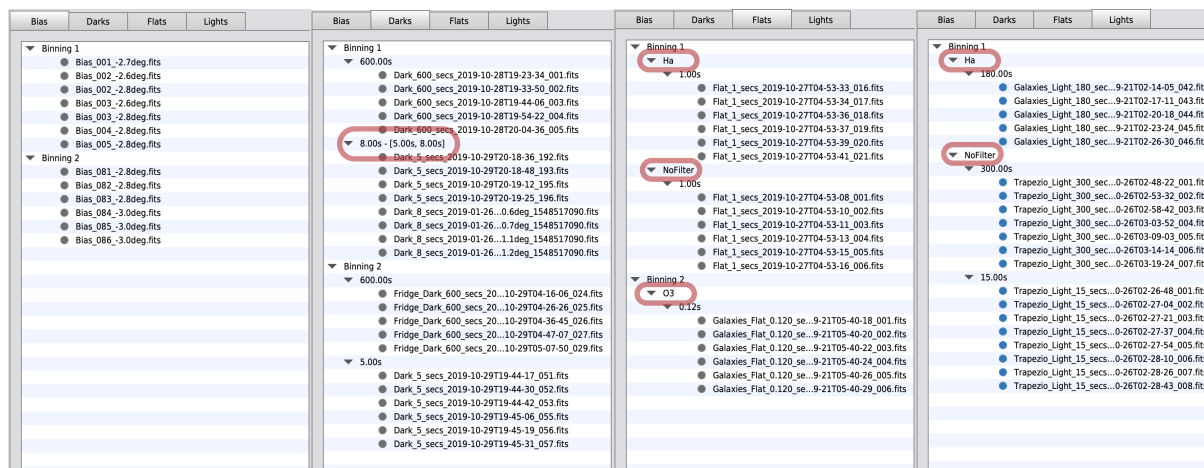 Bias Darks Flats Lights
Binning 1
Bias_001_-2.7deg.fits
Bias_002_-2.6deg.fits
Bias_002_-2.8deg.fits
Bias_003_-2.6deg.fits
Bias_003_-2.8deg.fits
Bias_004_-2.8deg.fits
Bias_005_-2.8deg.fits
Binning 2
Bias_081_-2.8deg.fits
Bias_082_-2.9deg.fits
Bias_083_-2.8deg.fits
Bias_084_-3.0deg.fits
Bias_085_-3.0deg.fits
Bias_086_-3.0deg.fits
Bias Darks Flats Lights
Binning 1
600.00s
Dark_600_secs_2019-10-28T19-23-34_001.fits
Dark_600_secs_2019-10-28T19-33-50_002.fits
Dark_600_secs_2019-10-28T19-44-06_003.fits
Dark_600_secs_2019-10-28T19-54-22_004.fits
Dark_600_secs_2019-10-28T20-04-36_005.fits
8.00s - [5.00s, 8.00s]
Dark_5_secs_2019-10-29T20-18-36_192.fits
Dark_5_secs_2019-10-29T20-18-48_193.fits
Dark_5_secs_2019-10-29T20-19-12_195.fits
Dark_5_secs_2019-10-29T20-19-25_196.fits
Dark_8_secs_2019-01-26...0.6deg_1548517090.fits
Dark_8_secs_2019-01-26...0.7deg_1548517090.fits
Dark_8_secs_2019-01-26...1.1deg_1548517090.fits
Dark_8_secs_2019-01-26...1.2deg_1548517090.fits
Binning 2
600.00s
Fridge_Dark_600_secs_20...10-29T04-16-06_024.fits
Fridge_Dark_600_secs_20...10-29T04-26-26_025.fits
Fridge_Dark_600_secs_20...10-29T04-36-45_026.fits
Fridge_Dark_600_secs_20...10-29T04-47-07_027.fits
Fridge_Dark_600_secs_20...10-29T05-07-50_029.fits
5.00s
Dark_5_secs_2019-10-29T19-44-17_051.fits
Dark_5_secs_2019-10-29T19-44-30_052.fits
Dark_5_secs_2019-10-29T19-44-42_053.fits
Dark_5_secs_2019-10-29T19-45-06_055.fits
Dark_5_secs_2019-10-29T19-45-19_056.fits
Dark_5_secs_2019-10-29T19-45-31_057.fits
Bias Darks Flats Lights
Binning 1
Ha
1.00s
Flat_1_secs_2019-10-27T04-53-33_016.fits
Flat_1_secs_2019-10-27T04-53-34_017.fits
Flat_1_secs_2019-10-27T04-53-36_018.fits
Flat_1_secs_2019-10-27T04-53-37_019.fits
Flat_1_secs_2019-10-27T04-53-39_020.fits
Flat_1_secs_2019-10-27T04-53-41_021.fits
NoFilter
1.00s
Flat_1_secs_2019-10-27T04-53-08_001.fits
Flat_1_secs_2019-10-27T04-53-10_002.fits
Flat_1_secs_2019-10-27T04-53-11_003.fits
Flat_1_secs_2019-10-27T04-53-13_004.fits
Flat_1_secs_2019-10-27T04-53-15_005.fits
Flat_1_secs_2019-10-27T04-53-16_006.fits
Binning 2
O3
0.12s
Galaxies_Flat_0.120_se...9-21T05-40-18_001.fits
Galaxies_Flat_0.120_se...9-21T05-40-20_002.fits
Galaxies_Flat_0.120_se...9-21T05-40-22_003.fits
Galaxies_Flat_0.120_se...9-21T05-40-24_004.fits
Galaxies_Flat_0.120_se...9-21T05-40-26_005.fits
Galaxies_Flat_0.120_se...9-21T05-40-29_006.fits
Bias Darks Flats Lights
Binning 1
Ha
180.00s
Galaxies_Light_180_sec...9-21T02-14-05_042.fit
Galaxies_Light_180_sec...9-21T02-17-11_043.fit
Galaxies_Light_180_sec...9-21T02-20-18_044.fit
Galaxies_Light_180_sec...9-21T02-23-24_045.fit
Galaxies_Light_180_sec...9-21T02-26-30_046.fit
NoFilter
300.00s
Trapezio_Light_300_sec...0-26T02-48-22_001.fit
Trapezio_Light_300_sec...0-26T02-53-32_002.fit
Trapezio_Light_300_sec...0-26T02-58-42_003.fit
Trapezio_Light_300_sec...0-26T03-03-52_004.fit
Trapezio_Light_300_sec...0-26T03-09-03_005.fit
Trapezio_Light_300_sec...0-26T03-14-14_006.fit
Trapezio_Light_300_sec...0-26T03-19-24_007.fit
15.00s
Trapezio_Light_15_secs...0-26T02-26-48_001.fit
Trapezio_Light_15_secs...0-26T02-27-04_002.fit
Trapezio_Light_15_secs...0-26T02-27-21_003.fit
Trapezio_Light_15_secs...0-26T02-27-37_004.fit
Trapezio_Light_15_secs...0-26T02-27-54_005.fit
Trapezio_Light_15_secs...0-26T02-28-10_006.fit
Trapezio_Light_15_secs...0-26T02-28-26_007.fit
Trapezio_Light_15_secs...0-26T02-28-43_008.fit